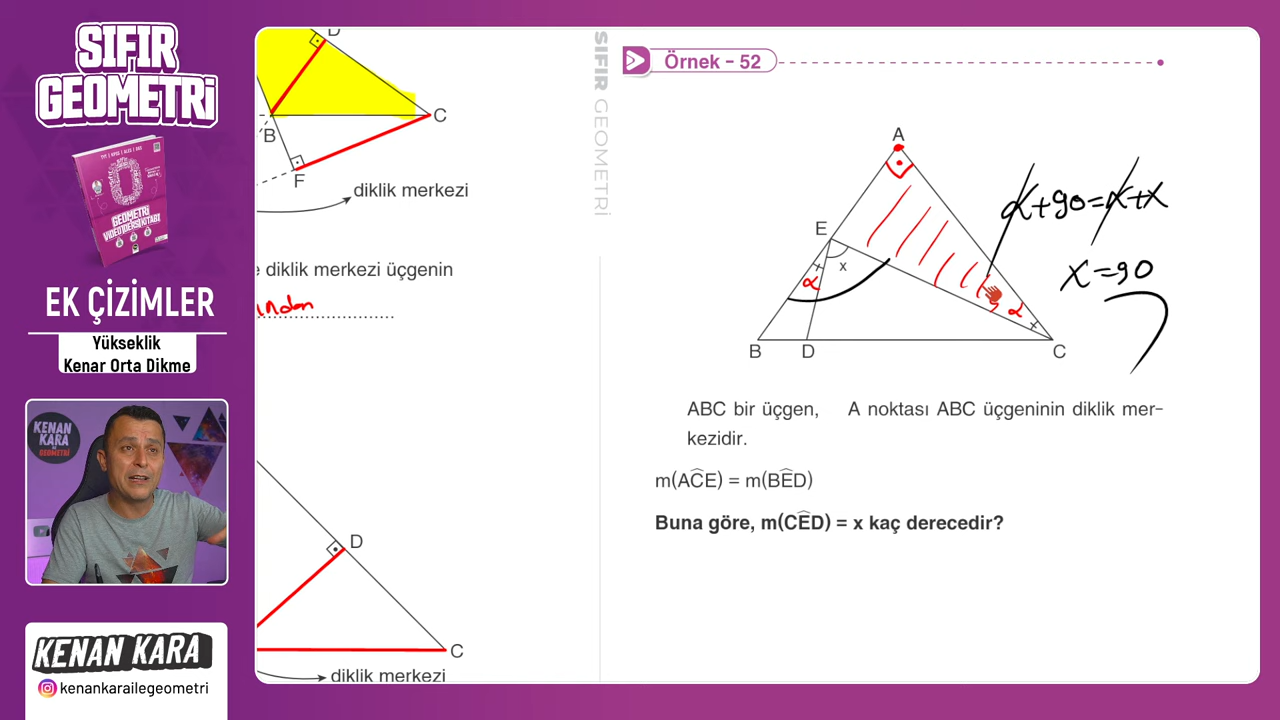 SIFIR
GEOMETRİ
GEOMETRİ
VİDEO DERS KİTABI
EK ÇİZİMLER
Yükseklik
Kenar Orta Dikme
KENAN
KARA
GEOMETRİ
KENAN KARA
kenankarailegeometri
D
B
C
F
diklik merkezi
e diklik merkezi üçgenin
ından
D
C
diklik merkezi
SIFIR GEOMETRİ
Örnek - 52
A
E
x
α
α
B
D
C
α+90=α+x
x=90
ABC bir üçgen, A noktası ABC üçgeninin diklik mer-
kezidir.
m(ACE) = m(BED)
Buna göre, m(CED) = x kaç derecedir?